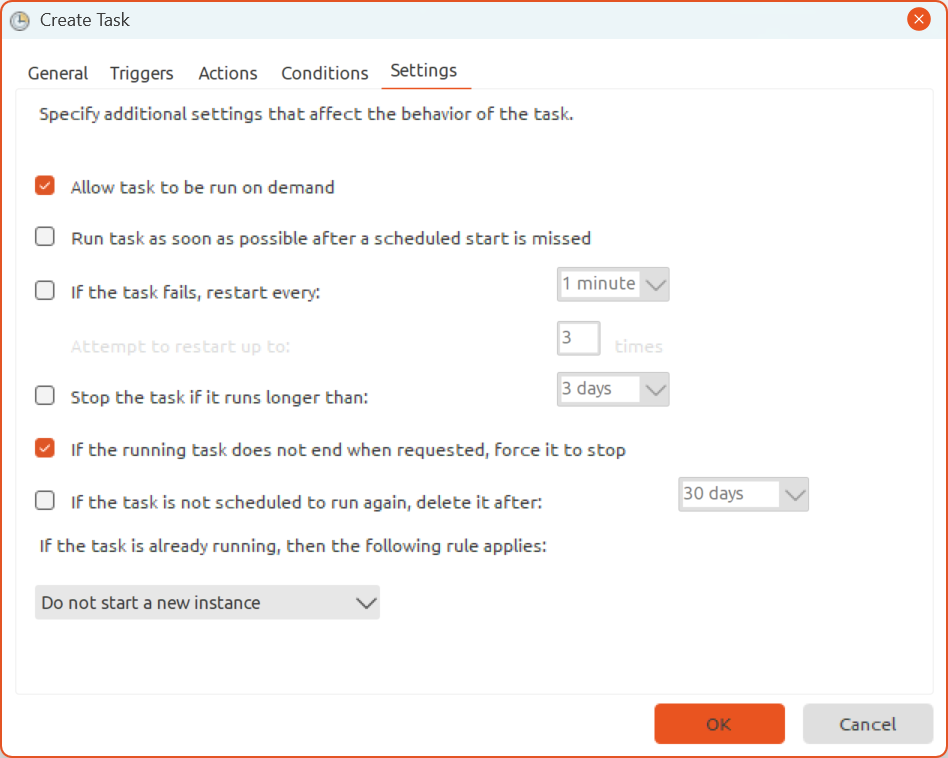 Create Task
General Triggers Actions Conditions Settings
Specify additional settings that affect the behavior of the task.
Allow task to be run on demand
Run task as soon as possible after a scheduled start is missed
If the task fails, restart every: 1 minute
Attempt to restart up to: 3 times
Stop the task if it runs longer than: 3 days
If the running task does not end when requested, force it to stop
If the task is not scheduled to run again, delete it after: 30 days
If the task is already running, then the following rule applies:
Do not start a new instance
OK Cancel